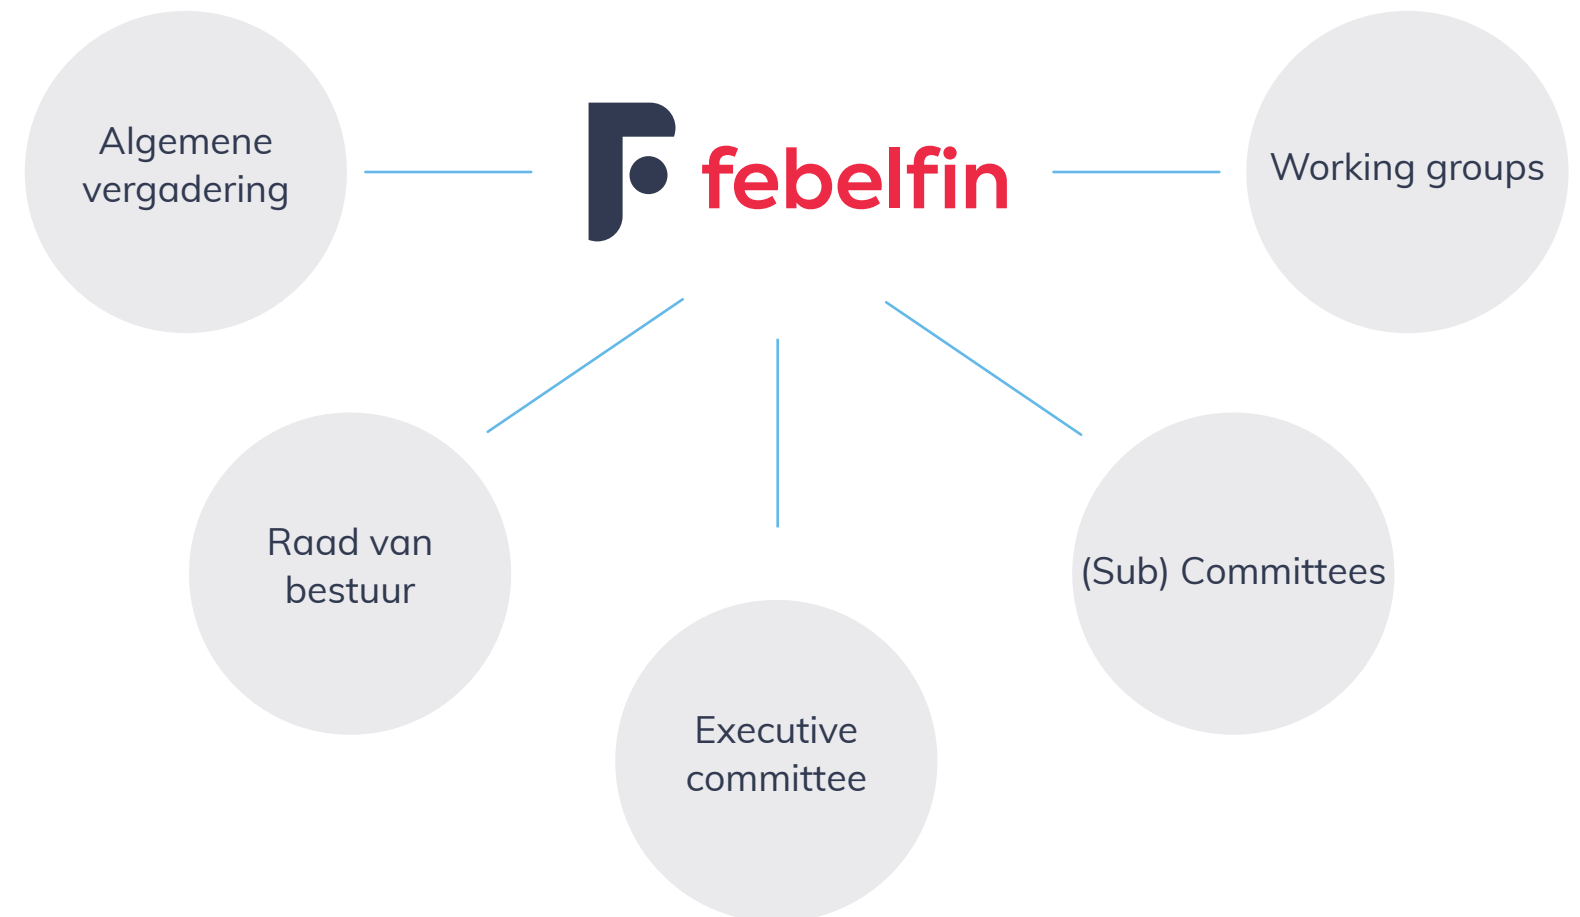 Algemene
vergadering
febelfin
Working groups
Raad van
bestuur
(Sub) Committees
Executive
committee